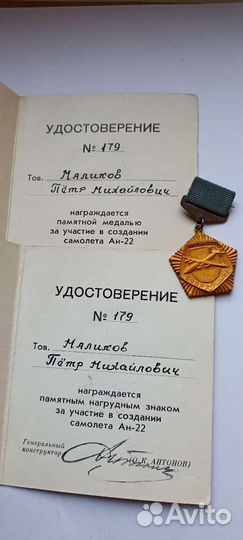 УДОСТОВЕРЕНИЕ
№ 179
Тов. Маликов
Пётр Михайлович
награждается
памятной медалью
за участие в создании
самолета Ан-22
УДОСТОВЕРЕНИЕ
№ 179
Тов. Маликов
Пётр Михайлович
награждается
памятным нагрудным знаком
за участие в создании
самолета Ан-22
Генеральный
конструктор (О. К. АНТОНОВ)
Avito